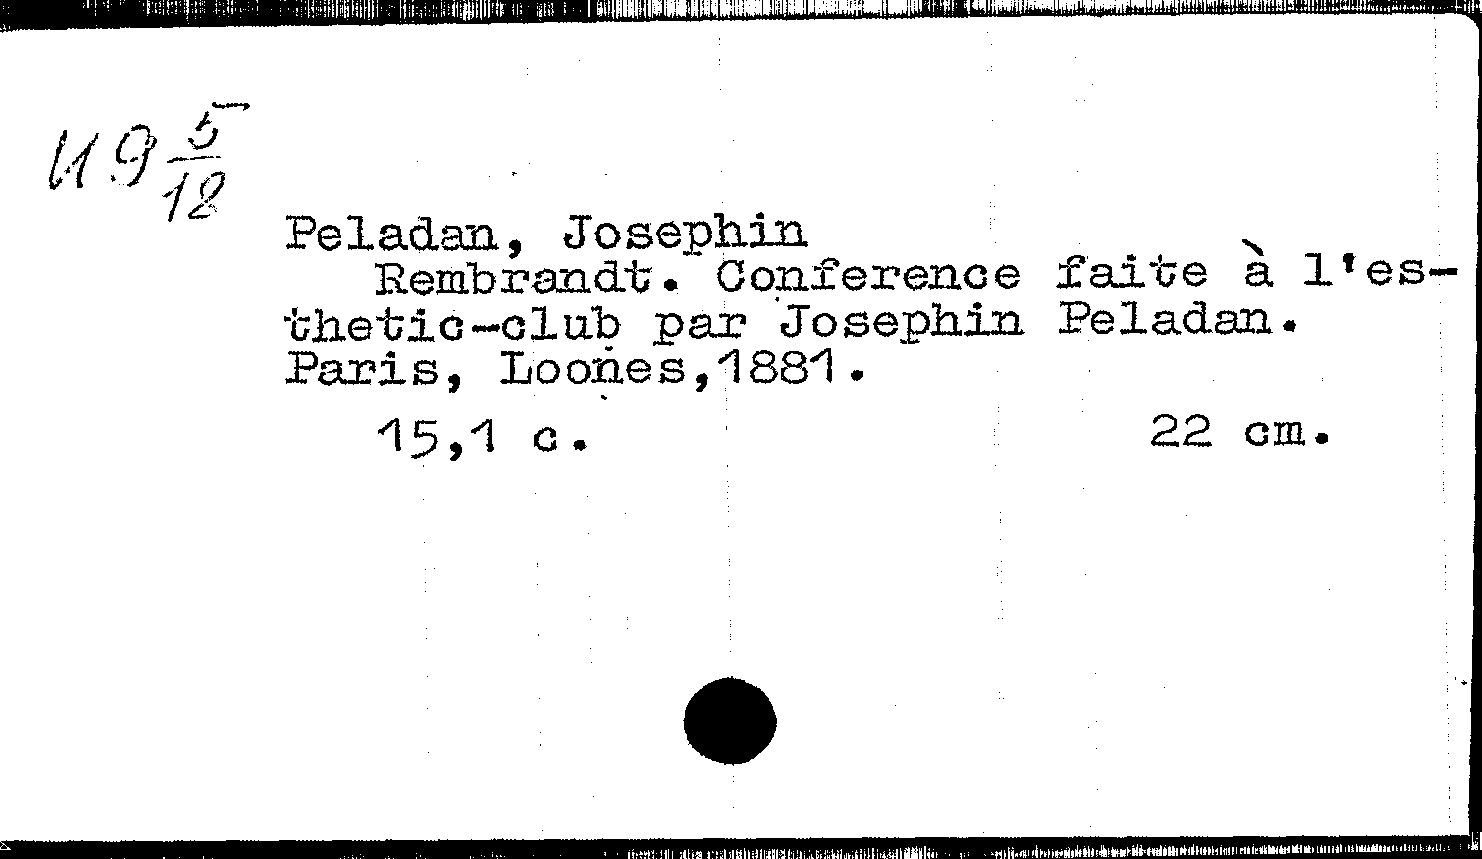 И 9 5/12
Peladan, Josephin
Rembrandt. Conference faite à l'es-
thetic-club par Josephin Peladan.
Paris, Loones,1881.
15,1 c.   22 cm.